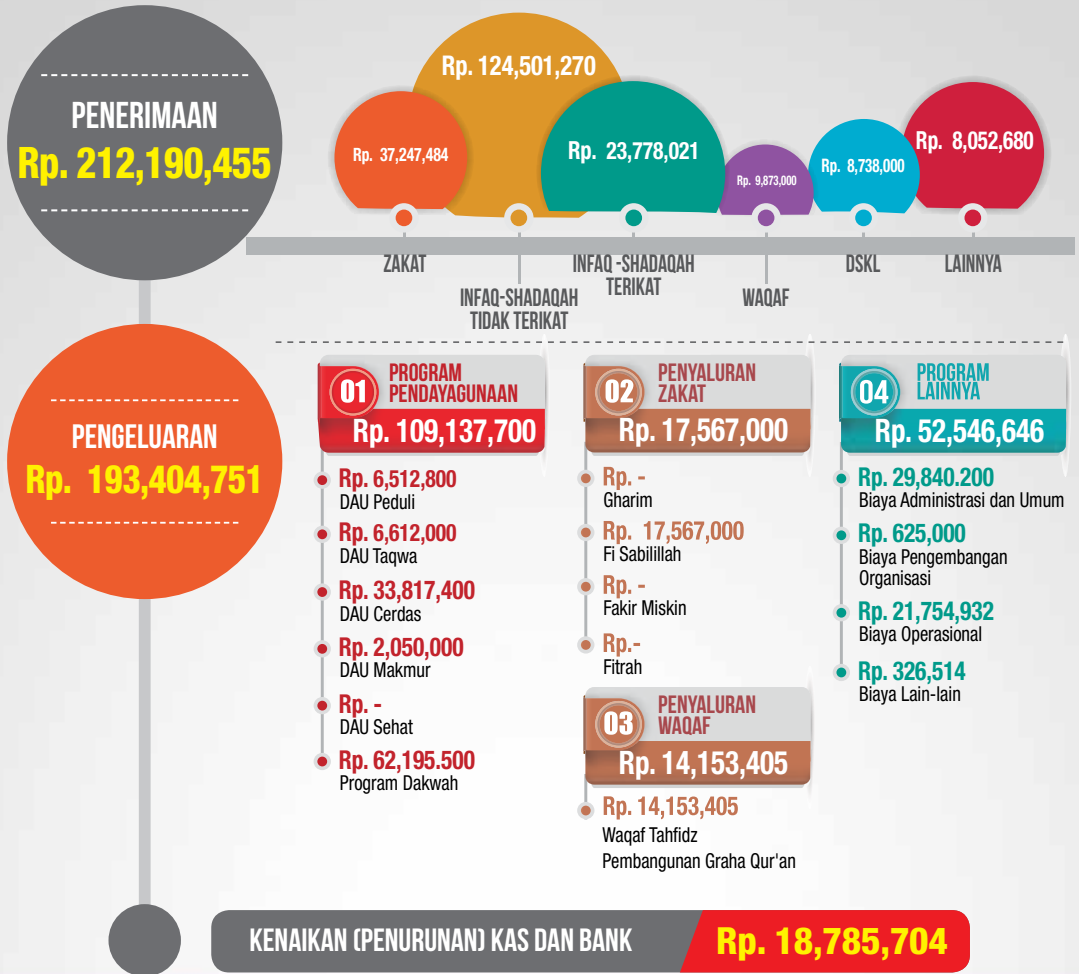 PENERIMAAN
Rp. 212,190,455
Rp. 37,247,484
Rp. 124,501,270
Rp. 23,778,021
Rp. 9,873,000
Rp. 8,738,000
Rp. 8,052,680
ZAKAT
INFAQ-SHADAQAH
TIDAK TERIKAT
INFAQ -SHADAQAH
TERIKAT
WAQAF
DSKL
LAINNYA
PENGELUARAN
Rp. 193,404,751
01
PROGRAM
PENDAYAGUNAAN
Rp. 109,137,700
Rp. 6,512,800
DAU Peduli
Rp. 6,612,000
DAU Taqwa
Rp. 33,817,400
DAU Cerdas
Rp. 2,050,000
DAU Makmur
Rp. -
DAU Sehat
Rp. 62,195.500
Program Dakwah
02
PENYALURAN
ZAKAT
Rp. 17,567,000
Rp. -
Gharim
Rp. 17,567,000
Fi Sabilillah
Rp. -
Fakir Miskin
Rp.-
Fitrah
03
PENYALURAN
WAQAF
Rp. 14,153,405
Rp. 14,153,405
Waqaf Tahfidz
Pembangunan Graha Qur'an
04
PROGRAM
LAINNYA
Rp. 52,546,646
Rp. 29,840.200
Biaya Administrasi dan Umum
Rp. 625,000
Biaya Pengembangan
Organisasi
Rp. 21,754,932
Biaya Operasional
Rp. 326,514
Biaya Lain-lain
KENAIKAN (PENURUNAN) KAS DAN BANK
Rp. 18,785,704